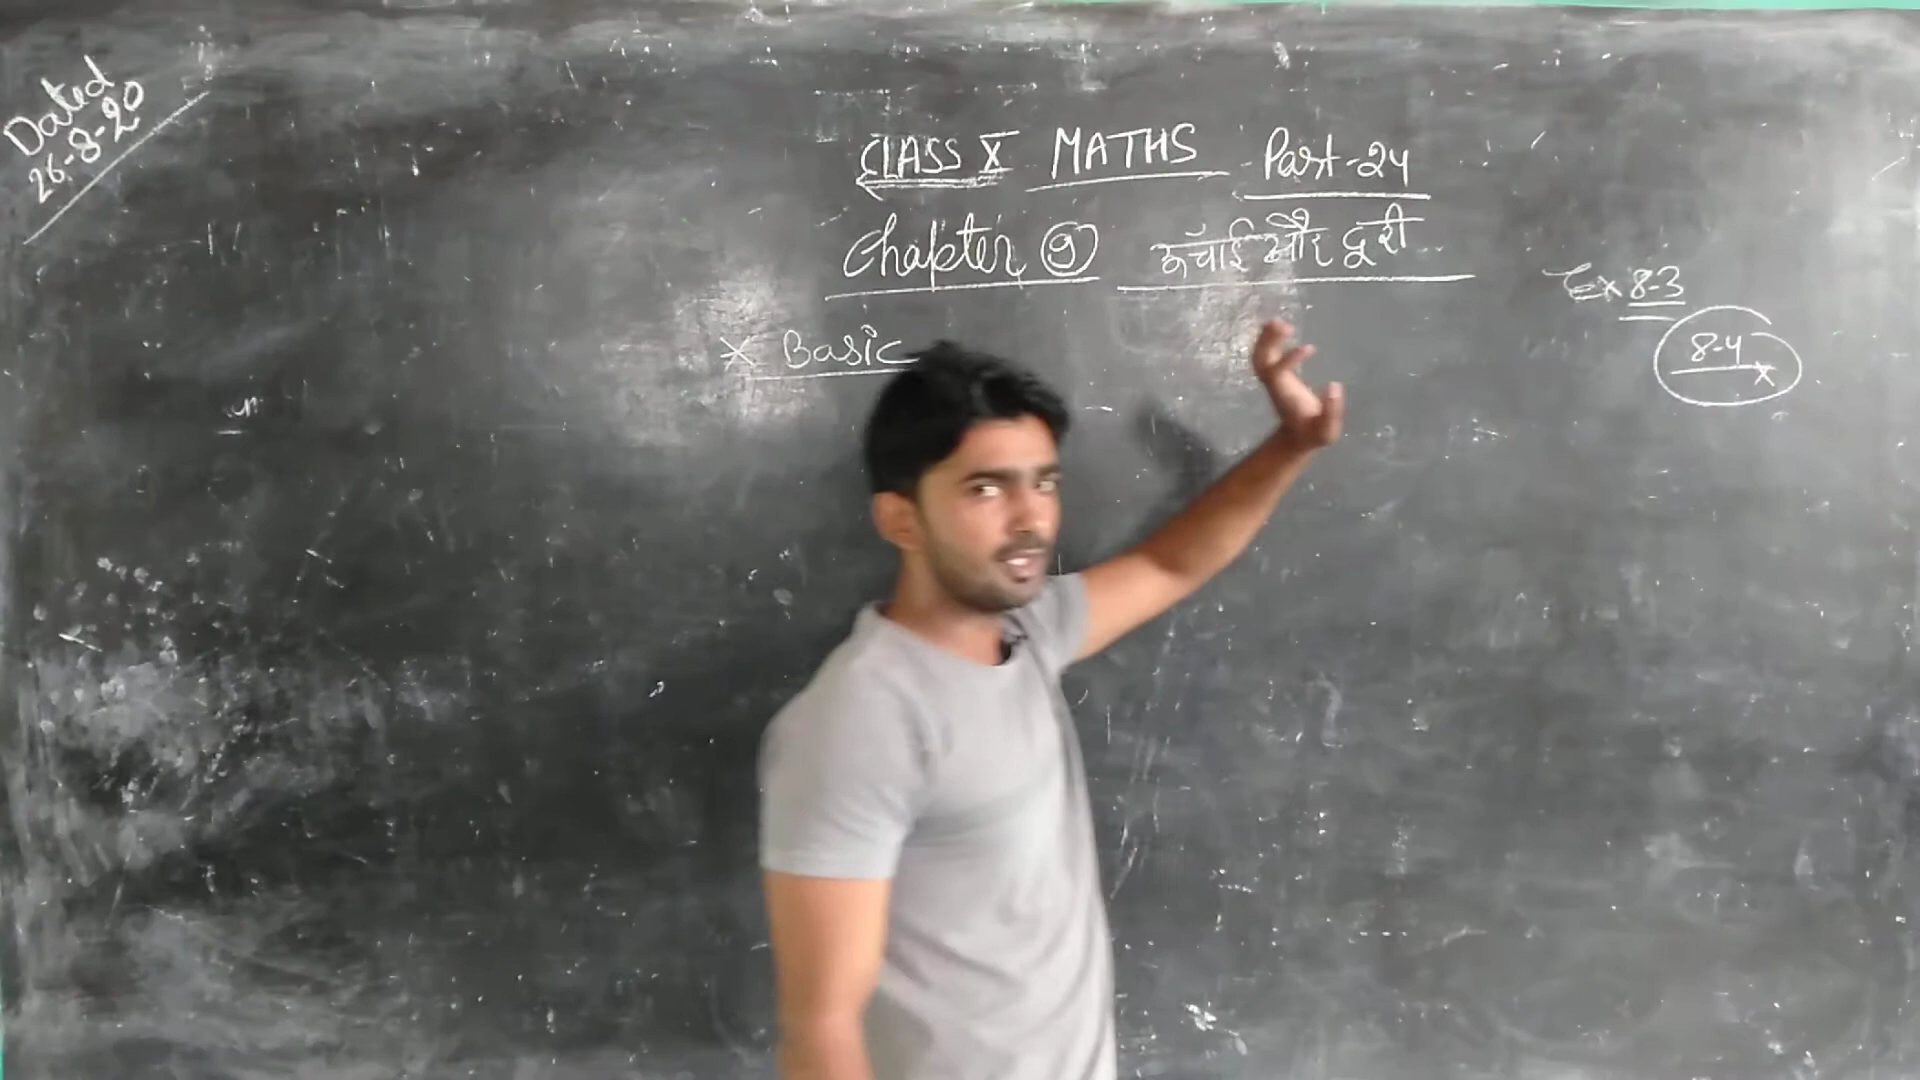 Dated
26-8-20
CLASS X MATHS Part-24
Chapter 9 ऊँचाई और दूरी
Ex 8-3
8-4
Basic